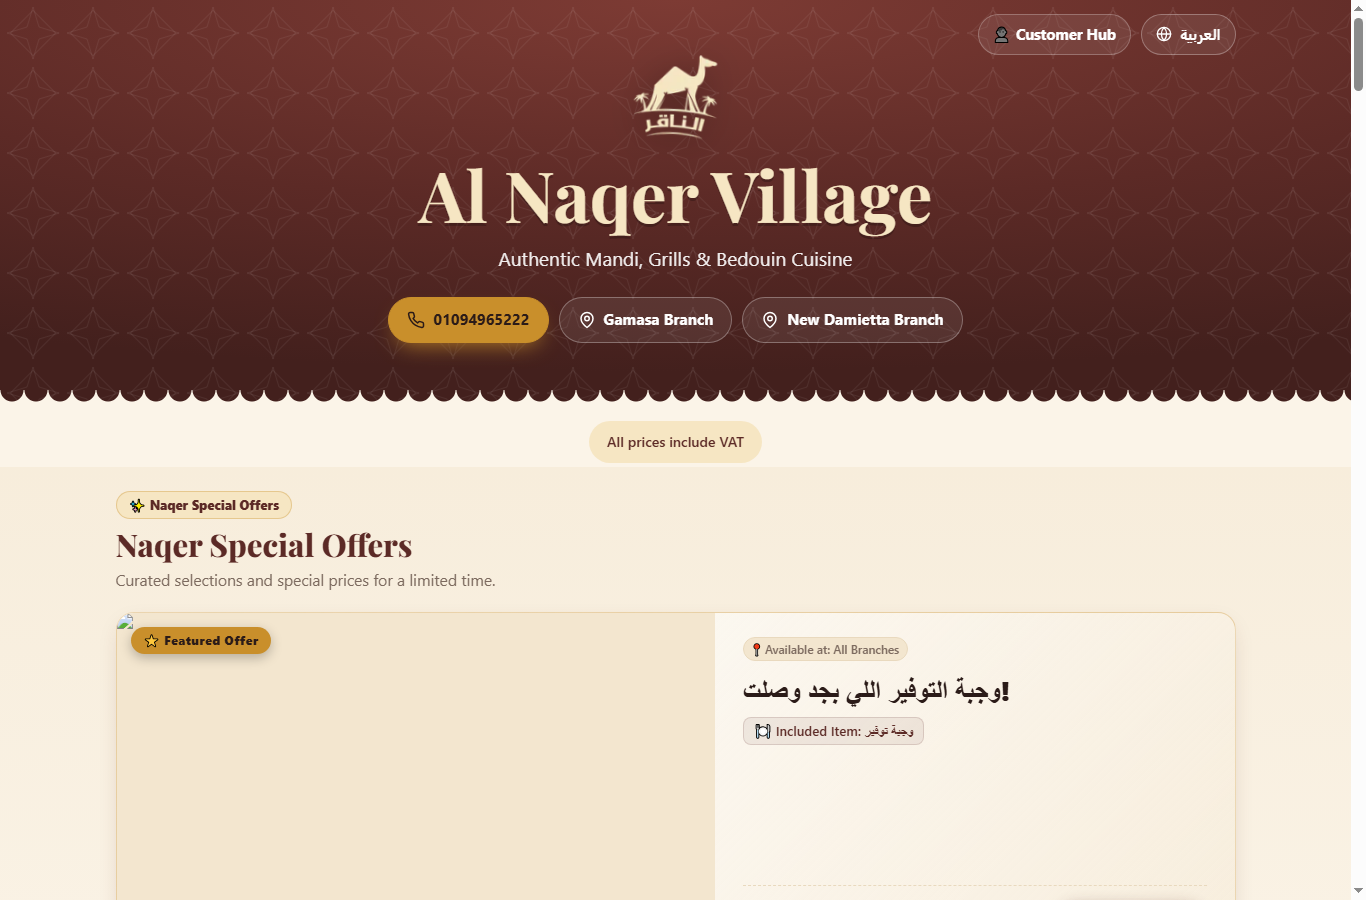 Customer Hub
العربية
الناقر
Al Naqer Village
Authentic Mandi, Grills & Bedouin Cuisine
01094965222
Gamasa Branch
New Damietta Branch
All prices include VAT
Naqer Special Offers
Naqer Special Offers
Curated selections and special prices for a limited time.
Featured Offer
Available at: All Branches
وجبة التوفير اللي بجد وصلت!
Included Item: وجبة توفير